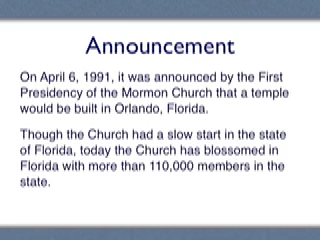 Announcement
On April 6, 1991, it was announced by the First
Presidency of the Mormon Church that a temple
would be built in Orlando, Florida.
Though the Church had a slow start in the state
of Florida, today the Church has blossomed in
Florida with more than 110,000 members in the
state.